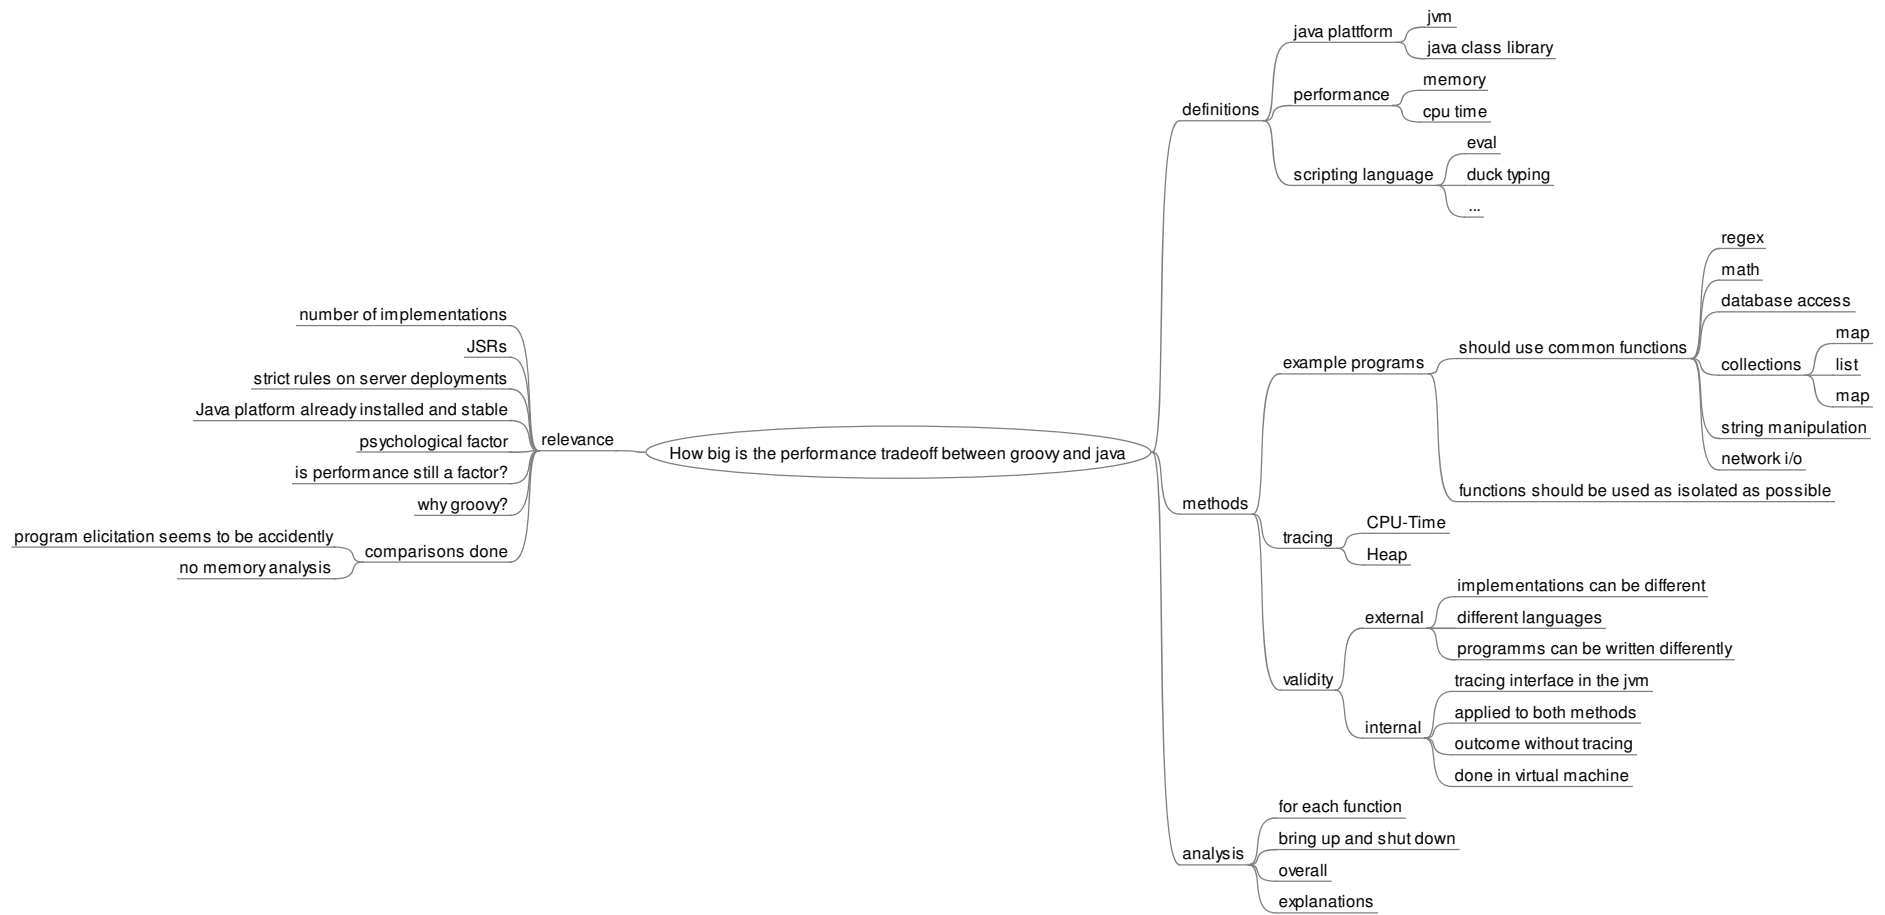 How big is the performance tradeoff between groovy and java
definitions
java plattform
jvm
java class library
performance
memory
cpu time
scripting language
eval
duck typing
...
methods
example programs
should use common functions
regex
math
database access
collections
map
list
map
string manipulation
network i/o
functions should be used as isolated as possible
tracing
CPU-Time
Heap
validity
external
implementations can be different
different languages
programms can be written differently
internal
tracing interface in the jvm
applied to both methods
outcome without tracing
done in virtual machine
analysis
for each function
bring up and shut down
overall
explanations
relevance
number of implementations
JSRs
strict rules on server deployments
Java platform already installed and stable
psychological factor
is performance still a factor?
why groovy?
comparisons done
program elicitation seems to be accidently
no memory analysis